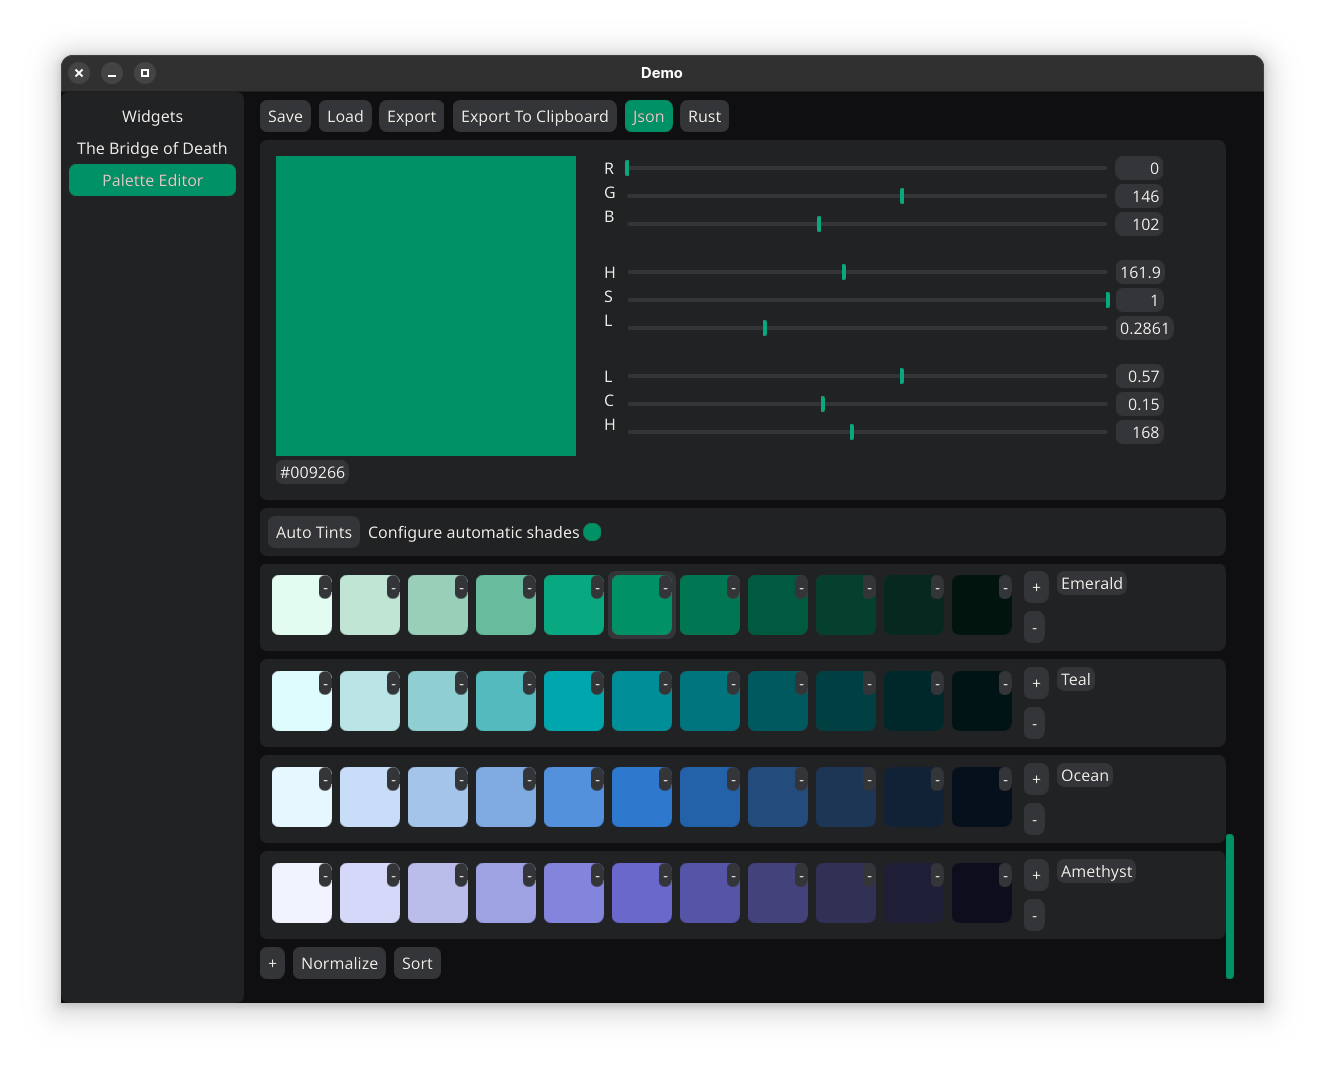 Demo
Widgets
The Bridge of Death
Palette Editor
Save Load Export Export To Clipboard Json Rust
R 0
G 146
B 102
H 161.9
S 1
L 0.2861
L 0.57
C 0.15
H 168
#009266
Auto Tints Configure automatic shades
- - - - - - - - - - - + Emerald
-
- - - - - - - - - - - + Teal
-
- - - - - - - - - - - + Ocean
-
- - - - - - - - - - - + Amethyst
-
+ Normalize Sort